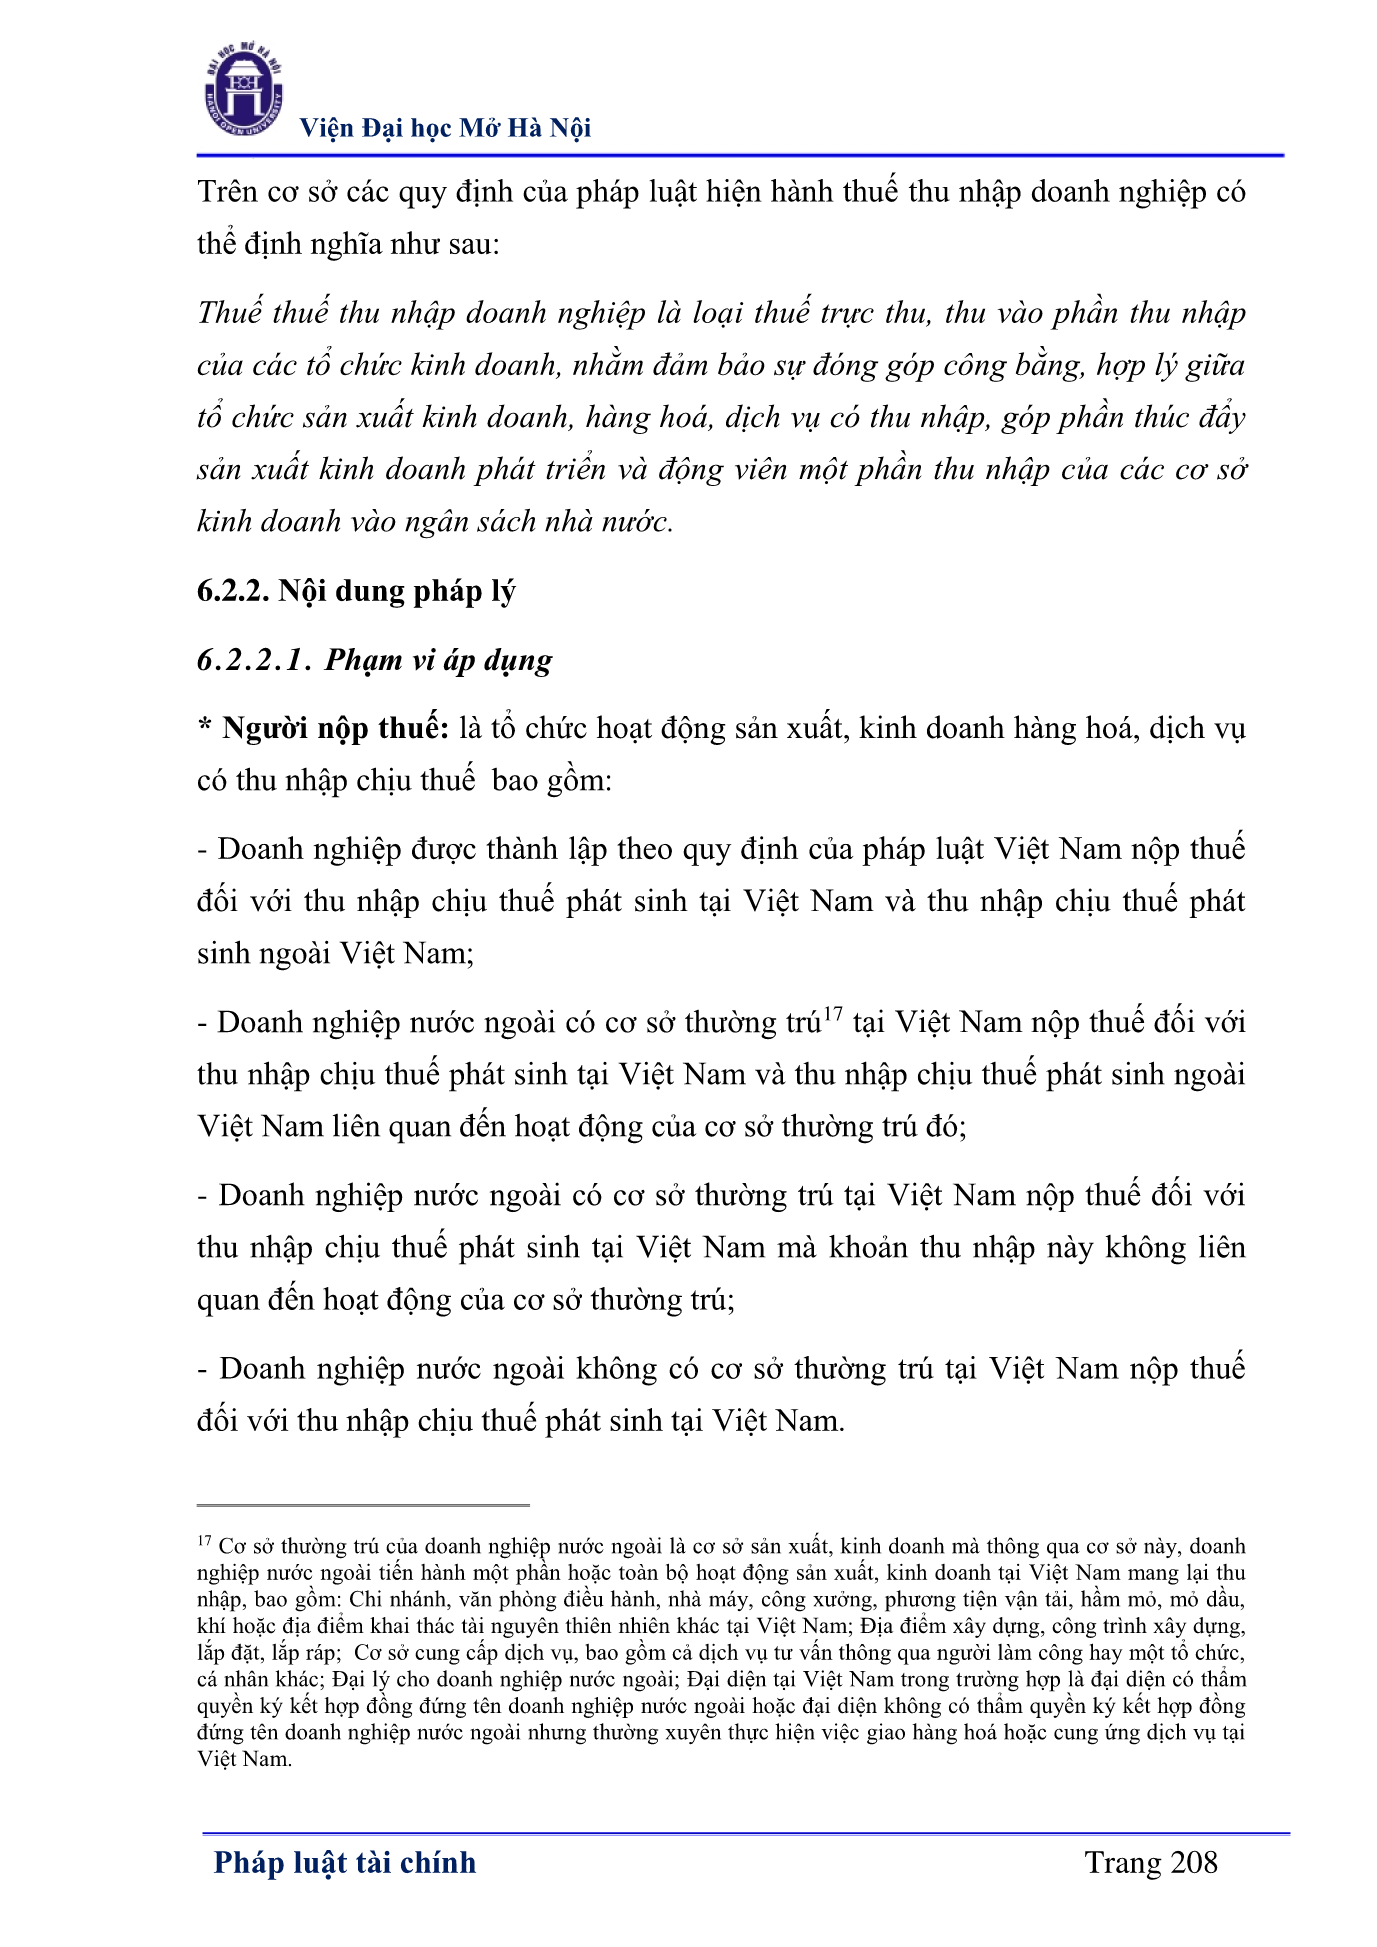 ĐẠI HỌC MỞ HÀ NỘI
HANOI OPEN UNIVERSITY
Viện Đại học Mở Hà Nội
Trên cơ sở các quy định của pháp luật hiện hành thuế thu nhập doanh nghiệp có
thể định nghĩa như sau:
Thuế thuế thu nhập doanh nghiệp là loại thuế trực thu, thu vào phần thu nhập
của các tổ chức kinh doanh, nhằm đảm bảo sự đóng góp công bằng, hợp lý giữa
tổ chức sản xuất kinh doanh, hàng hoá, dịch vụ có thu nhập, góp phần thúc đẩy
sản xuất kinh doanh phát triển và động viên một phần thu nhập của các cơ sở
kinh doanh vào ngân sách nhà nước.
6.2.2. Nội dung pháp lý
6.2.2.1. Phạm vi áp dụng
* Người nộp thuế: là tổ chức hoạt động sản xuất, kinh doanh hàng hoá, dịch vụ
có thu nhập chịu thuế  bao gồm:
- Doanh nghiệp được thành lập theo quy định của pháp luật Việt Nam nộp thuế
đối với thu nhập chịu thuế phát sinh tại Việt Nam và thu nhập chịu thuế phát
sinh ngoài Việt Nam;
- Doanh nghiệp nước ngoài có cơ sở thường trú17 tại Việt Nam nộp thuế đối với
thu nhập chịu thuế phát sinh tại Việt Nam và thu nhập chịu thuế phát sinh ngoài
Việt Nam liên quan đến hoạt động của cơ sở thường trú đó;
- Doanh nghiệp nước ngoài có cơ sở thường trú tại Việt Nam nộp thuế đối với
thu nhập chịu thuế phát sinh tại Việt Nam mà khoản thu nhập này không liên
quan đến hoạt động của cơ sở thường trú;
- Doanh nghiệp nước ngoài không có cơ sở thường trú tại Việt Nam nộp thuế
đối với thu nhập chịu thuế phát sinh tại Việt Nam.
17 Cơ sở thường trú của doanh nghiệp nước ngoài là cơ sở sản xuất, kinh doanh mà thông qua cơ sở này, doanh
nghiệp nước ngoài tiến hành một phần hoặc toàn bộ hoạt động sản xuất, kinh doanh tại Việt Nam mang lại thu
nhập, bao gồm: Chi nhánh, văn phòng điều hành, nhà máy, công xưởng, phương tiện vận tải, hầm mỏ, mỏ dầu,
khí hoặc địa điểm khai thác tài nguyên thiên nhiên khác tại Việt Nam; Địa điểm xây dựng, công trình xây dựng,
lắp đặt, lắp ráp;  Cơ sở cung cấp dịch vụ, bao gồm cả dịch vụ tư vấn thông qua người làm công hay một tổ chức,
cá nhân khác; Đại lý cho doanh nghiệp nước ngoài; Đại diện tại Việt Nam trong trường hợp là đại diện có thẩm
quyền ký kết hợp đồng đứng tên doanh nghiệp nước ngoài hoặc đại diện không có thẩm quyền ký kết hợp đồng
đứng tên doanh nghiệp nước ngoài nhưng thường xuyên thực hiện việc giao hàng hoá hoặc cung ứng dịch vụ tại
Việt Nam.
Pháp luật tài chính Trang 208